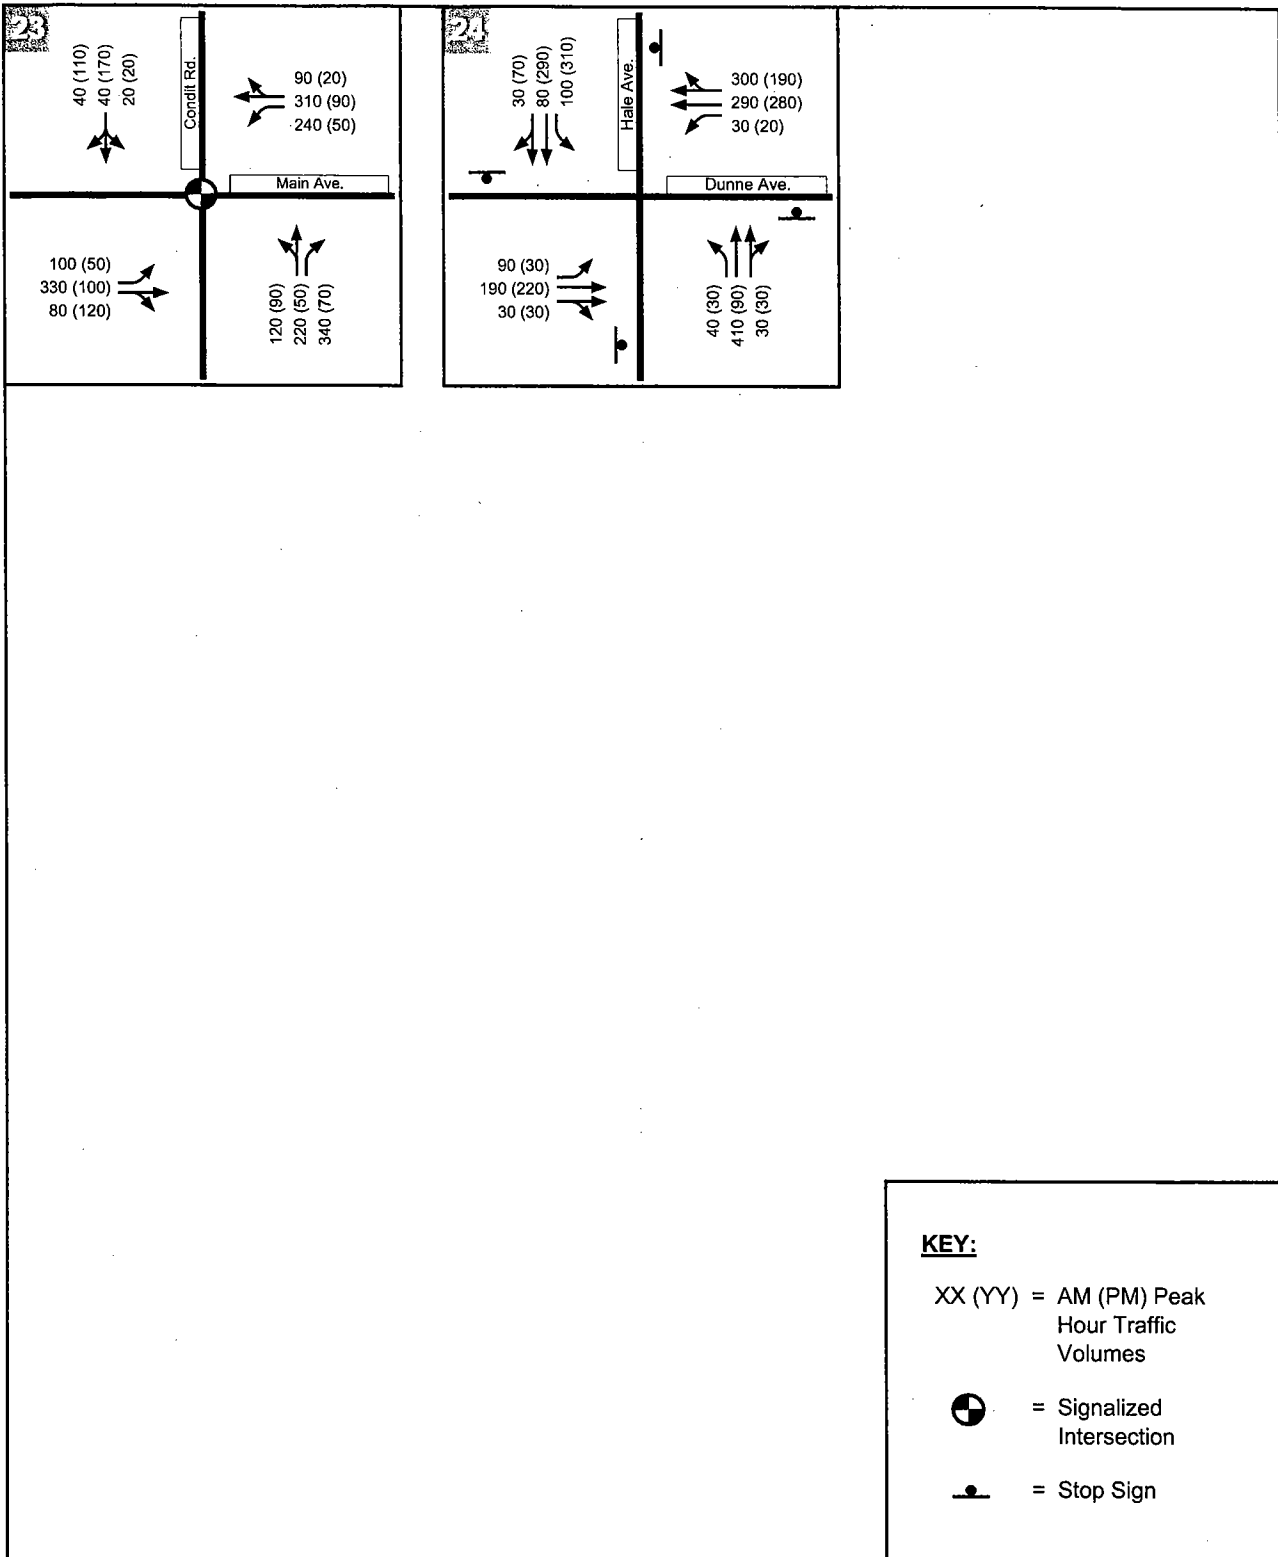 23
40 (110)
40 (170)
20 (20)
Condit Rd.
90 (20)
310 (90)
240 (50)
Main Ave.
100 (50)
330 (100)
80 (120)
120 (90)
220 (50)
340 (70)
24
30 (70)
80 (290)
100 (310)
Hale Ave.
300 (190)
290 (280)
30 (20)
Dunne Ave.
90 (30)
190 (220)
30 (30)
40 (30)
410 (90)
30 (30)
KEY:
XX (YY) = AM (PM) Peak
Hour Traffic
Volumes
= Signalized
Intersection
= Stop Sign